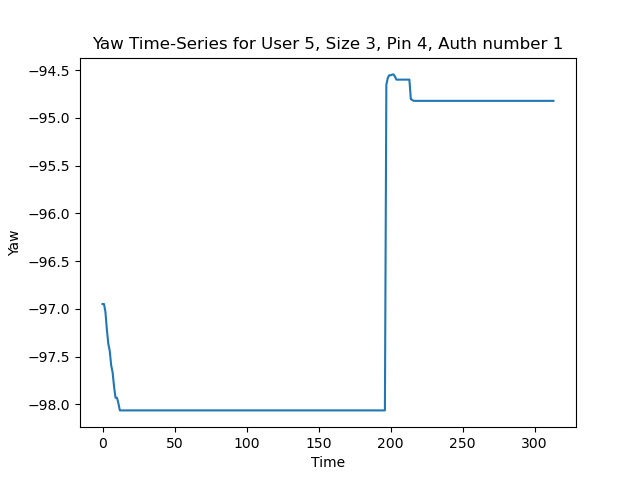 Yaw Time-Series for User 5, Size 3, Pin 4, Auth number 1
−94.5
−95.0
−95.5
−96.0
−96.5
−97.0
−97.5
−98.0
Yaw
0 50 100 150 200 250 300
Time